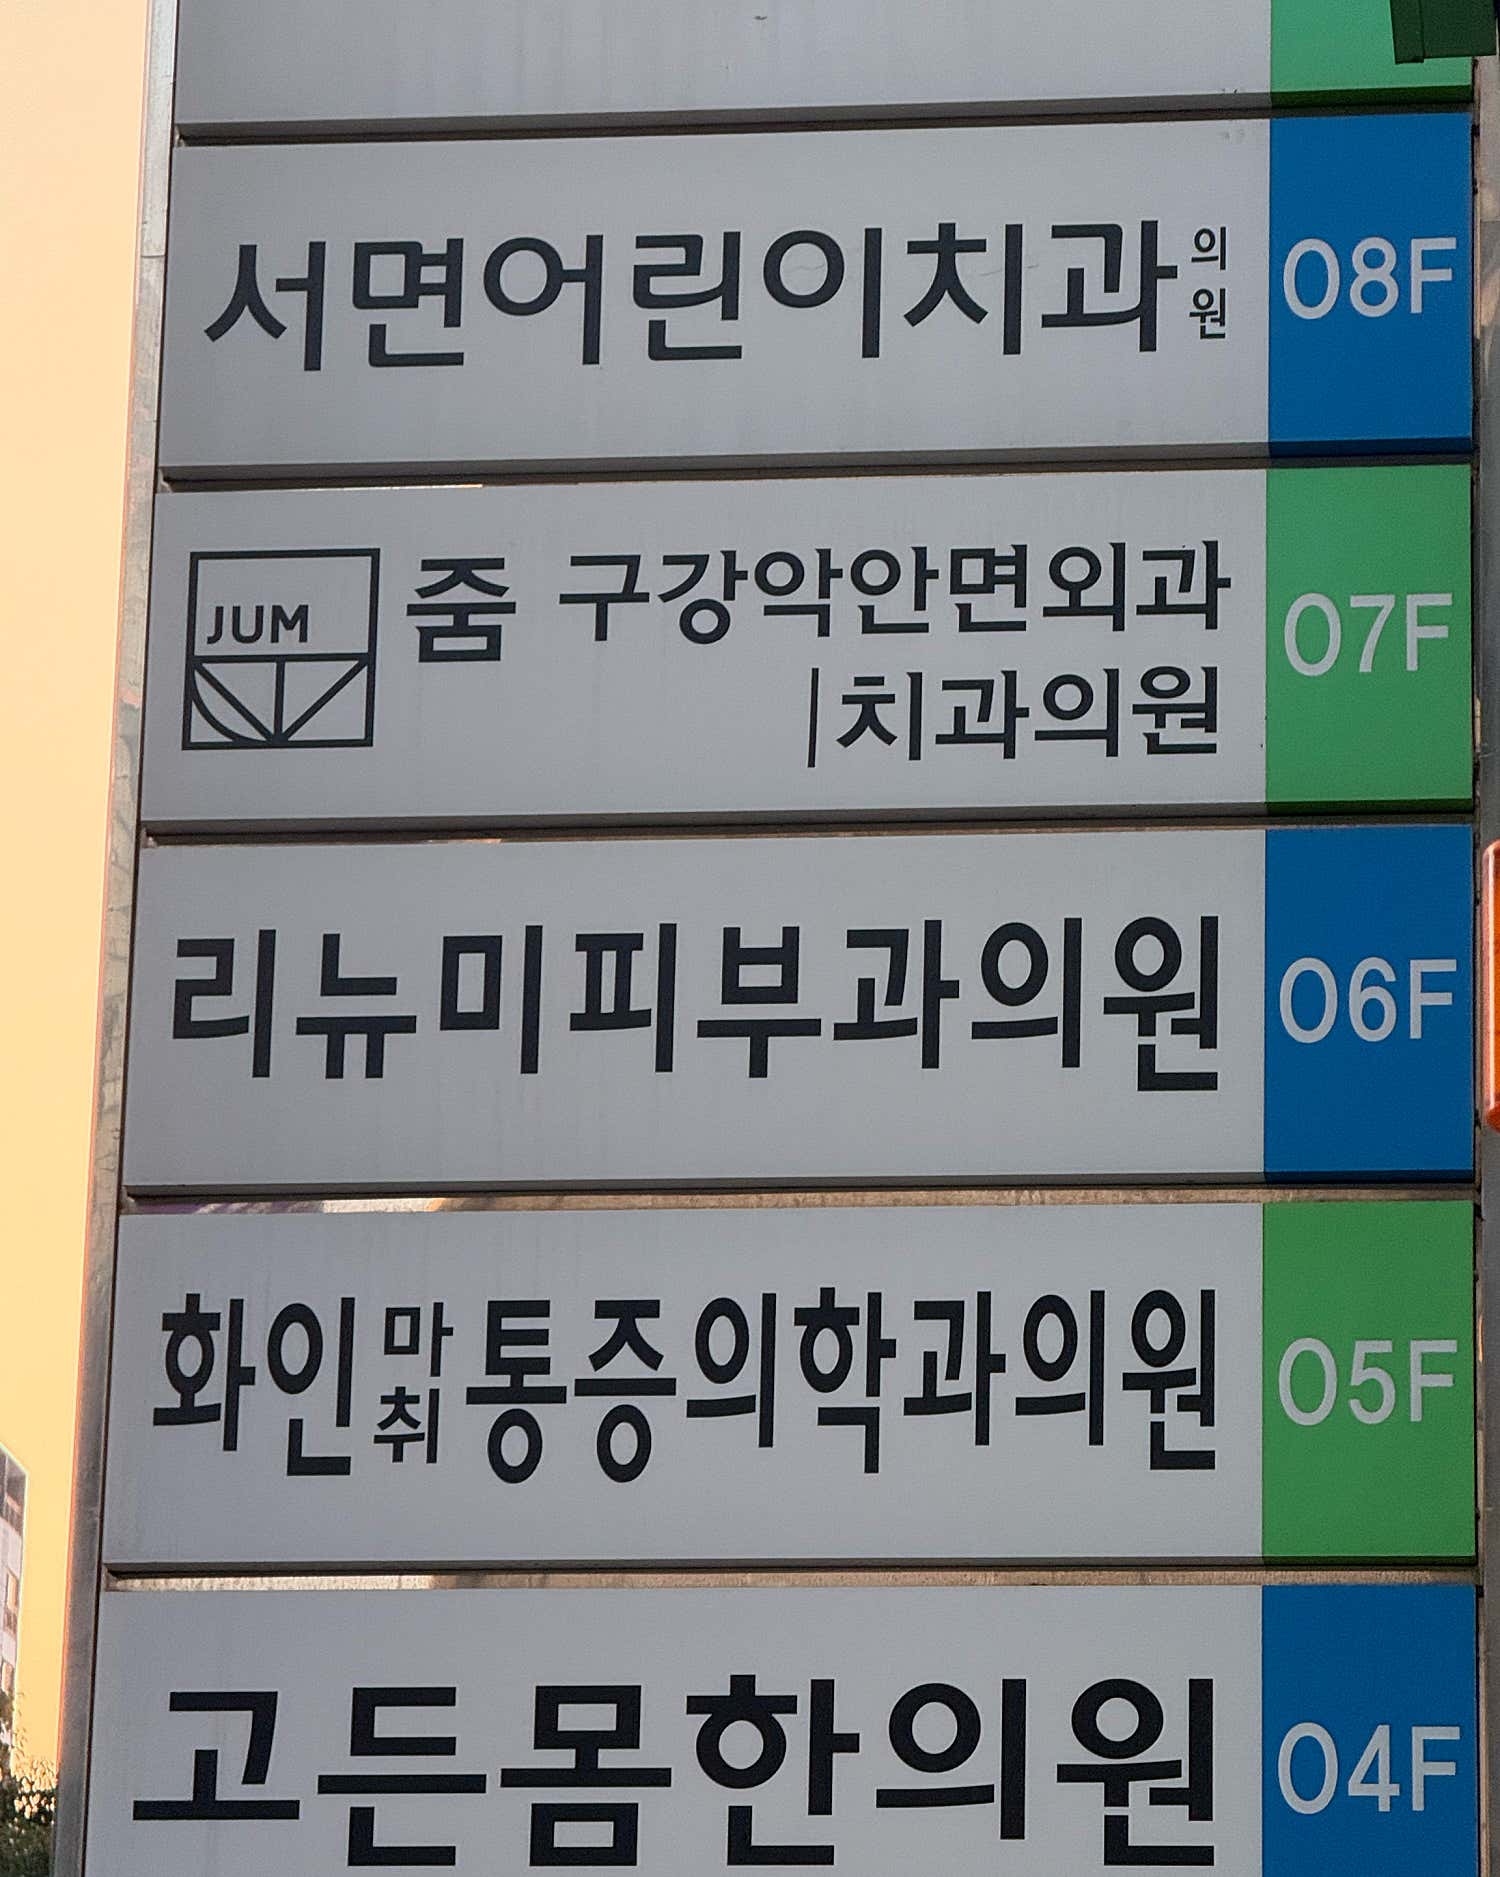 서면어린이치과의원 08F
JUM 줌 구강악안면외과 07F
|치과의원
리뉴미피부과의원 06F
화인마취통증의학과의원 05F
고든몸한의원 04F